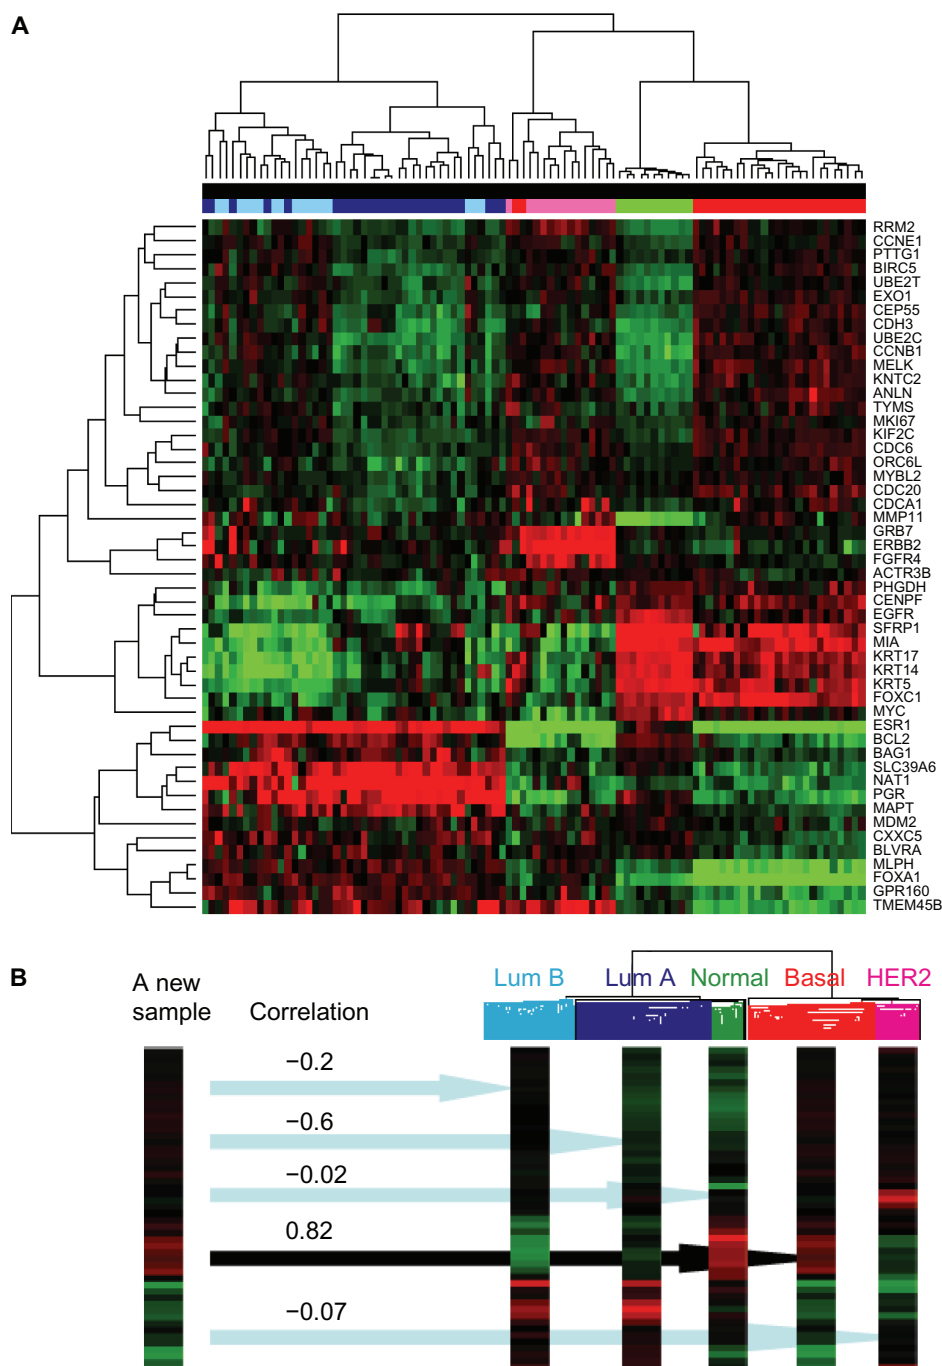 A
RRM2
CCNE1
PTTG1
BIRC5
UBE2T
EXO1
CEP55
CDH3
UBE2C
CCNB1
MELK
KNTC2
ANLN
TYMS
MKI67
KIF2C
CDC6
ORC6L
MYBL2
CDC20
CDCA1
MMP11
GRB7
ERBB2
FGFR4
ACTR3B
PHGDH
CENPF
EGFR
SFRP1
MIA
KRT17
KRT14
KRT5
FOXC1
MYC
ESR1
BCL2
BAG1
SLC39A6
NAT1
PGR
MAPT
MDM2
CXXC5
BLVRA
MLPH
FOXA1
GPR160
TMEM45B
B
Lum B Lum A Normal Basal HER2
A new
sample
Correlation
−0.2
−0.6
−0.02
0.82
−0.07